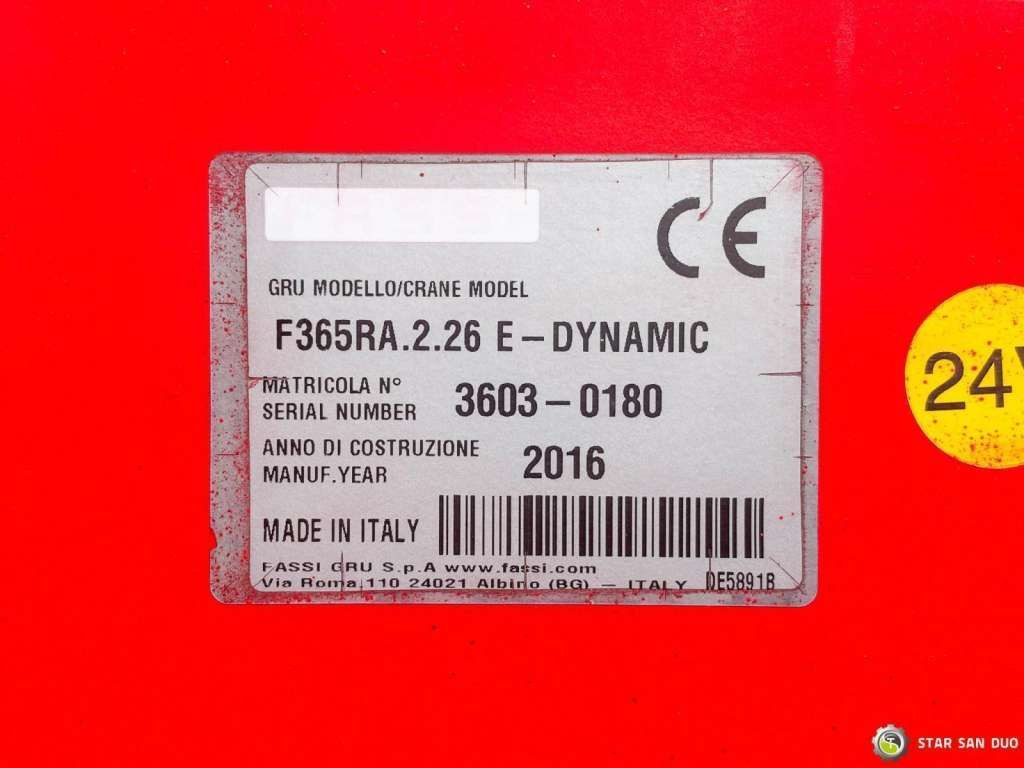 CE
GRU MODELLO/CRANE MODEL
F365RA.2.26 E-DYNAMIC
MATRICOLA N°
SERIAL NUMBER 3603-0180
ANNO DI COSTRUZIONE
MANUF.YEAR 2016
MADE IN ITALY
FASSI GRU S.p.A www.fassi.com
Via Roma,110 24021 Albino (BG) - ITALY DE5891B
24V
STAR SAN DUO